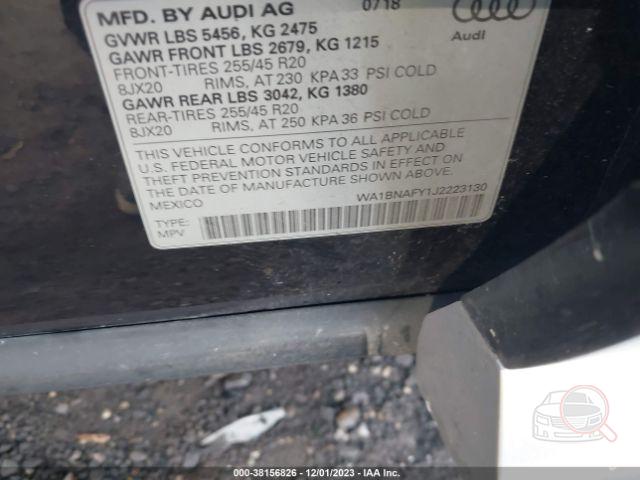 MFD. BY AUDI AG 07/18
GVWR LBS 5456, KG 2475
GAWR FRONT LBS 2679, KG 1215
FRONT-TIRES 255/45 R20
8JX20 RIMS, AT 230 KPA 33 PSI COLD
GAWR REAR LBS 3042, KG 1380
REAR-TIRES 255/45 R20
8JX20 RIMS, AT 250 KPA 36 PSI COLD
Audi
THIS VEHICLE CONFORMS TO ALL APPLICABLE
U.S. FEDERAL MOTOR VEHICLE SAFETY AND
THEFT PREVENTION STANDARDS IN EFFECT ON
THE DATE OF MANUFACTURE SHOWN ABOVE.
MEXICO
WA1BNAFY1J2223130
TYPE:
MPV
000-38156826 - 12/01/2023 - IAA Inc.